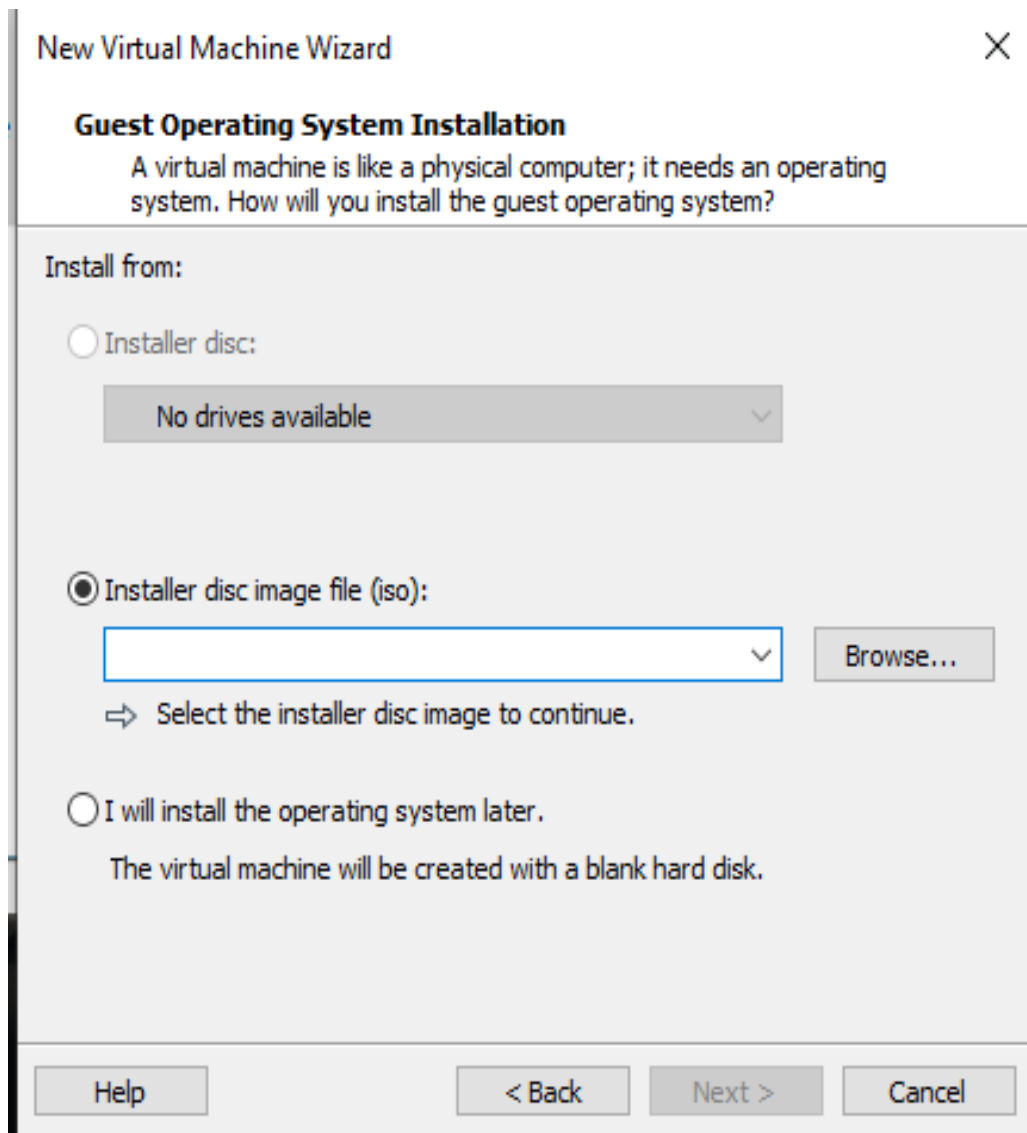 New Virtual Machine Wizard
Guest Operating System Installation
A virtual machine is like a physical computer; it needs an operating
system. How will you install the guest operating system?
Install from:
Installer disc:
No drives available
Installer disc image file (iso):
Browse...
Select the installer disc image to continue.
I will install the operating system later.
The virtual machine will be created with a blank hard disk.
Help
< Back
Next >
Cancel